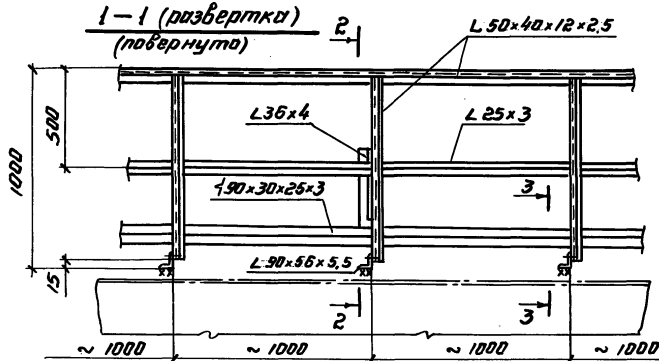 1-1 (развертка)
(повернуто)
2
L 50×40×12×2,5
500
1000
L36×4
L 25×3
90×30×25×3
3
L 90×56×5,5
15
2
3
~ 1000
~ 1000
~ 1000
~ 1000